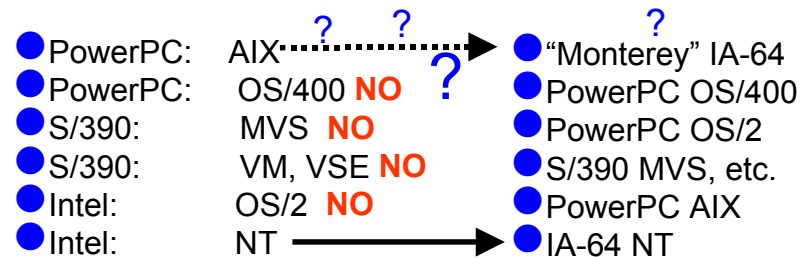 ? ? ?
PowerPC: AIX ? “Monterey” IA-64
PowerPC: OS/400 NO PowerPC OS/400
S/390: MVS NO PowerPC OS/2
S/390: VM, VSE NO S/390 MVS, etc.
Intel: OS/2 NO PowerPC AIX
Intel: NT IA-64 NT